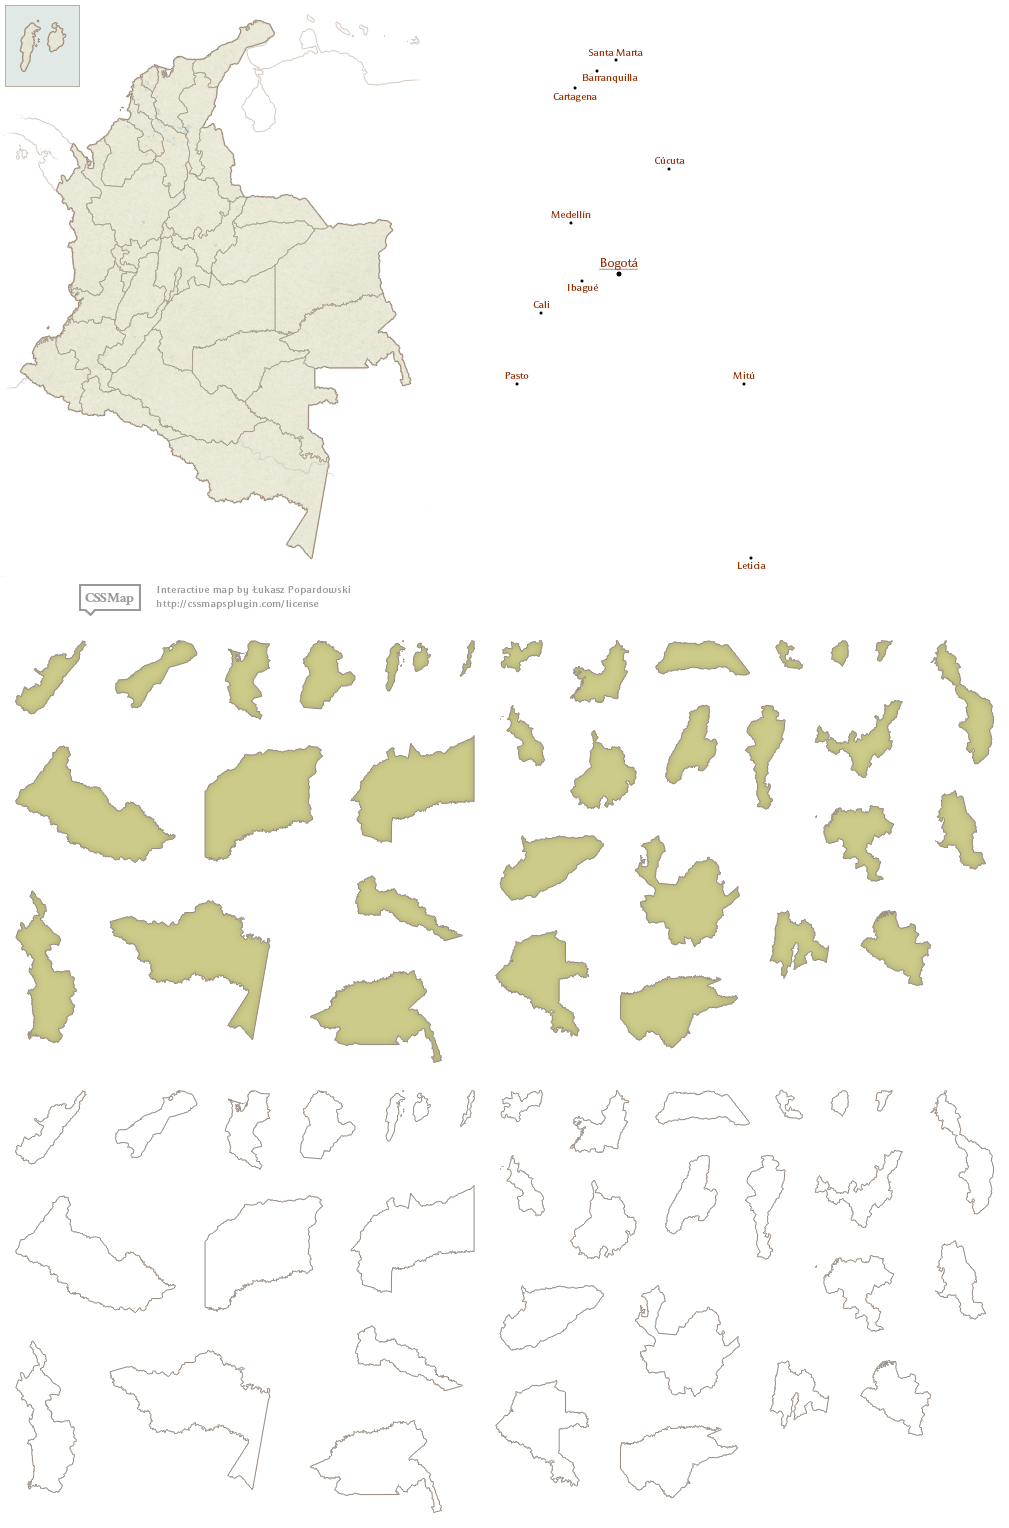 Santa Marta
Barranquilla
Cartagena
Cúcuta
Medellín
Bogotá
Ibagué
Cali
Pasto
Mitú
Leticia
CSSMap
Interactive map by Łukasz Popardowski
http://cssmapsplugin.com/license